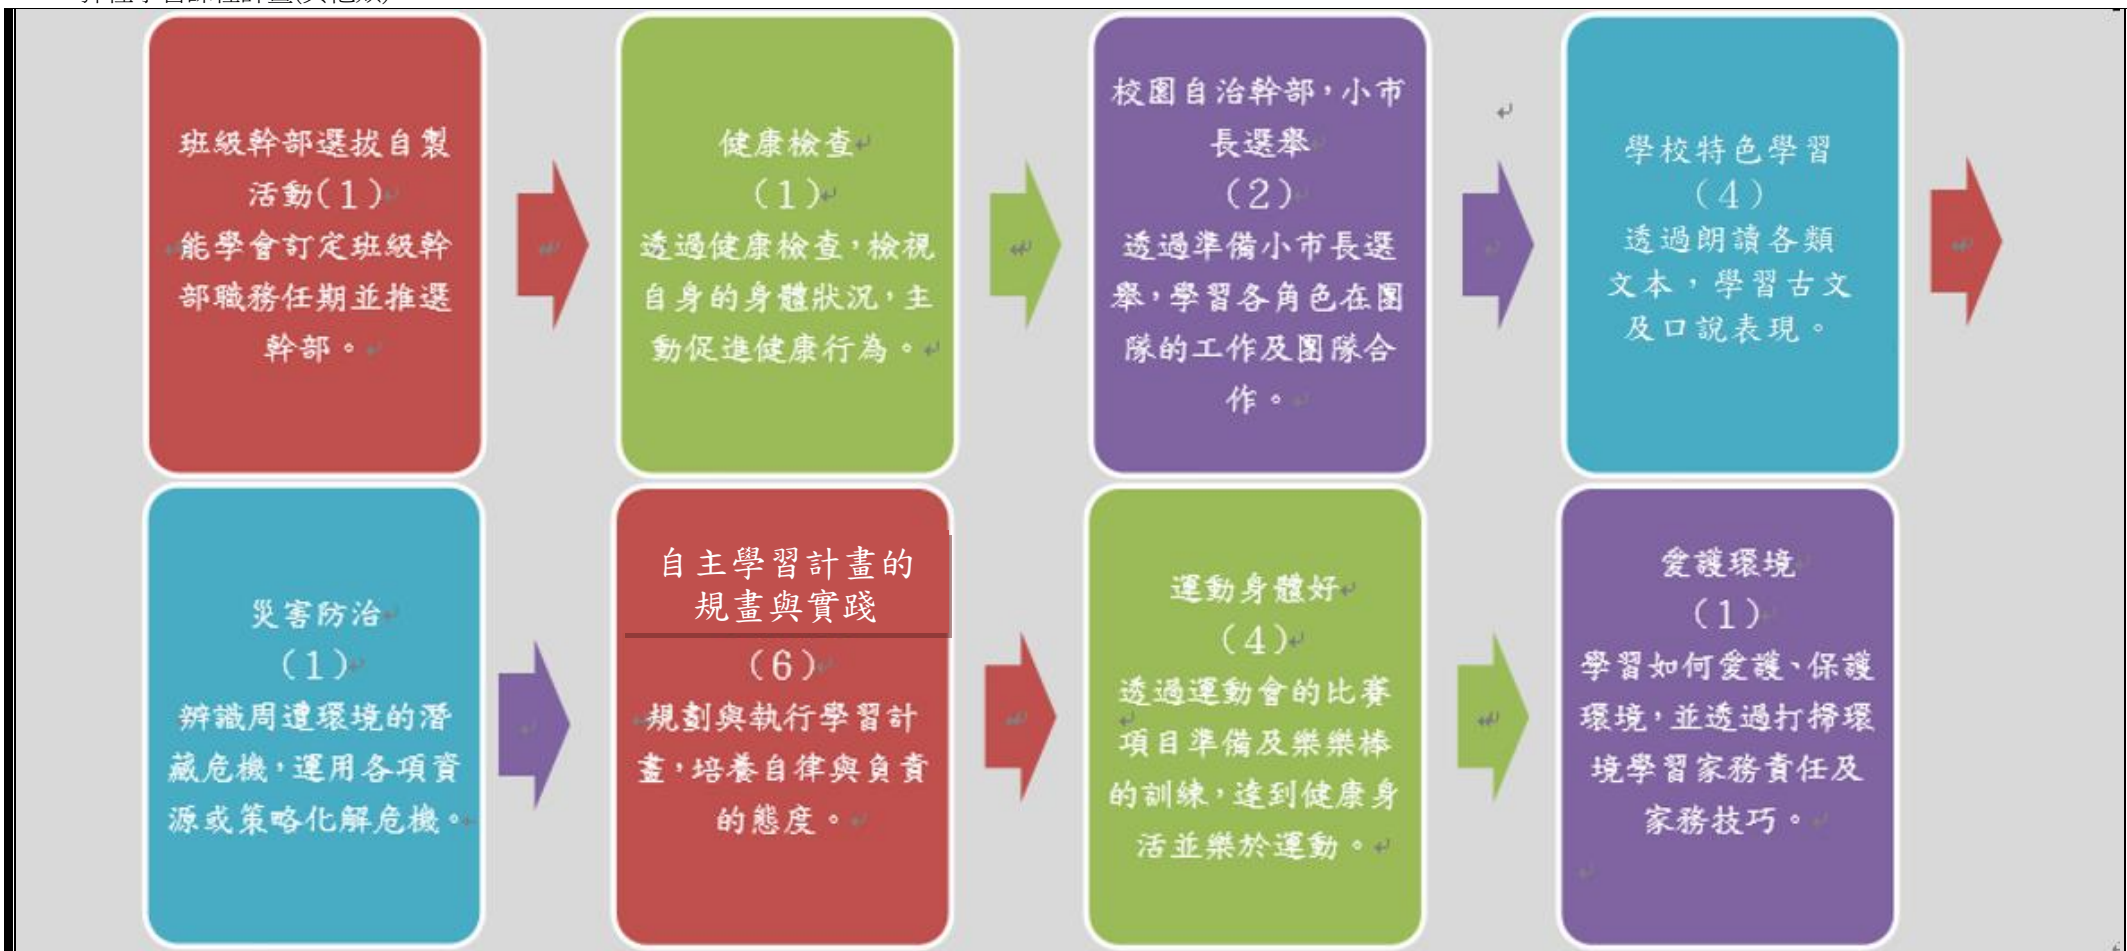 彈性學習課程計畫(其他類)
班級幹部選拔自製
活動(1)
能學會訂定班級幹
部職務任期並推選
幹部。
健康檢查
(1)
透過健康檢查,檢視
自身的身體狀況,主
動促進健康行為。
校園自治幹部,小市
長選舉
(2)
透過準備小市長選
舉,學習各角色在團
隊的工作及團隊合
作。
學校特色學習
(4)
透過朗讀各類
文本,學習古文
及口說表現。
災害防治
(1)
辨識周遭環境的潛
藏危機,運用各項資
源或策略化解危機。
自主學習計畫的
規畫與實踐
(6)
規劃與執行學習計
畫,培養自律與負責
的態度。
運動身體好
(4)
透過運動會的比賽
項目準備及樂樂棒
的訓練,達到健康身
活並樂於運動。
愛護環境
(1)
學習如何愛護、保護
環境,並透過打掃環
境學習家務責任及
家務技巧。